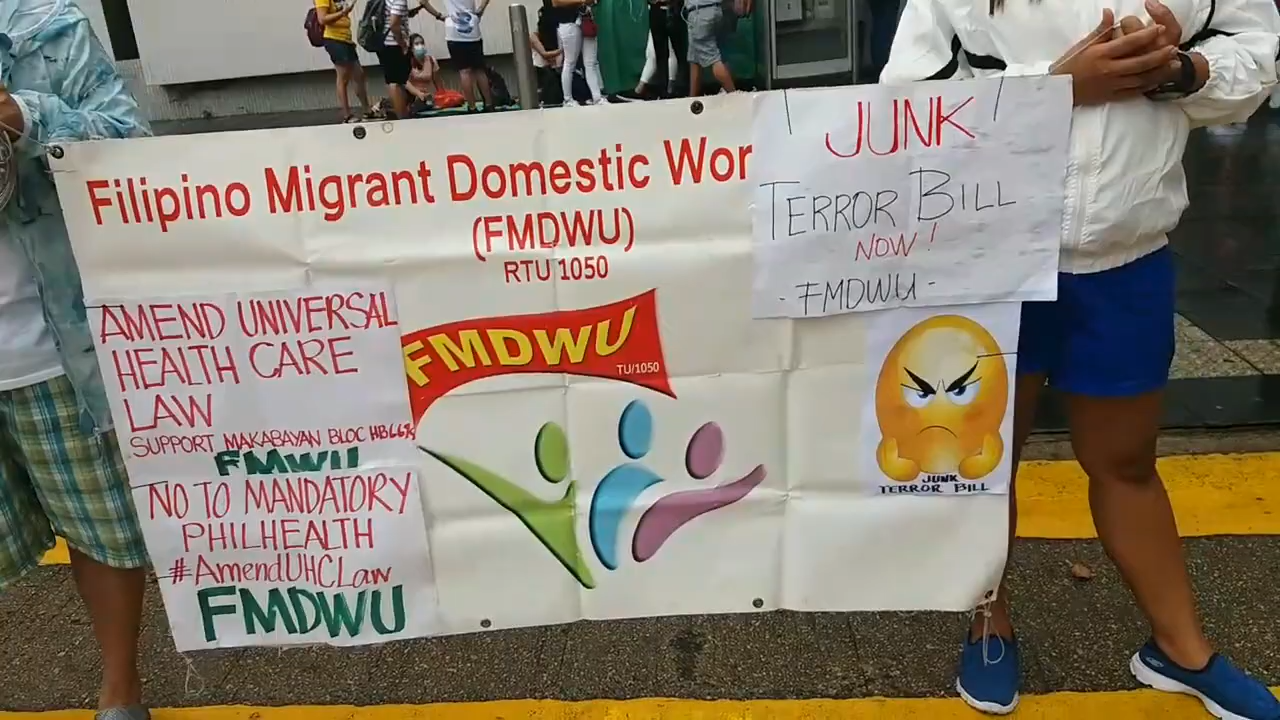 Filipino Migrant Domestic Wor
(FMDWU)
RTU 1050
JUNK
TERROR BILL
NOW!
- FMDWU -
AMEND UNIVERSAL
HEALTH CARE
LAW
SUPPORT MAKABAYAN BLOC
FMWU
NO TO MANDATORY
PHILHEALTH
#AmendUHCLaw
FMDWU
FMDWU
TU/1050
JUNK
TERROR BILL